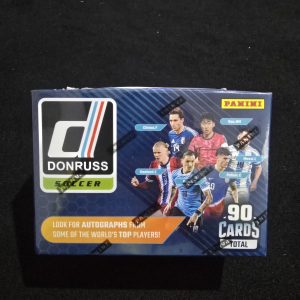 PANINI
DONRUSS
SOCCER
LOOK FOR AUTOGRAPHS FROM
SOME OF THE WORLD'S TOP PLAYERS!
90
CARDS
TOTAL